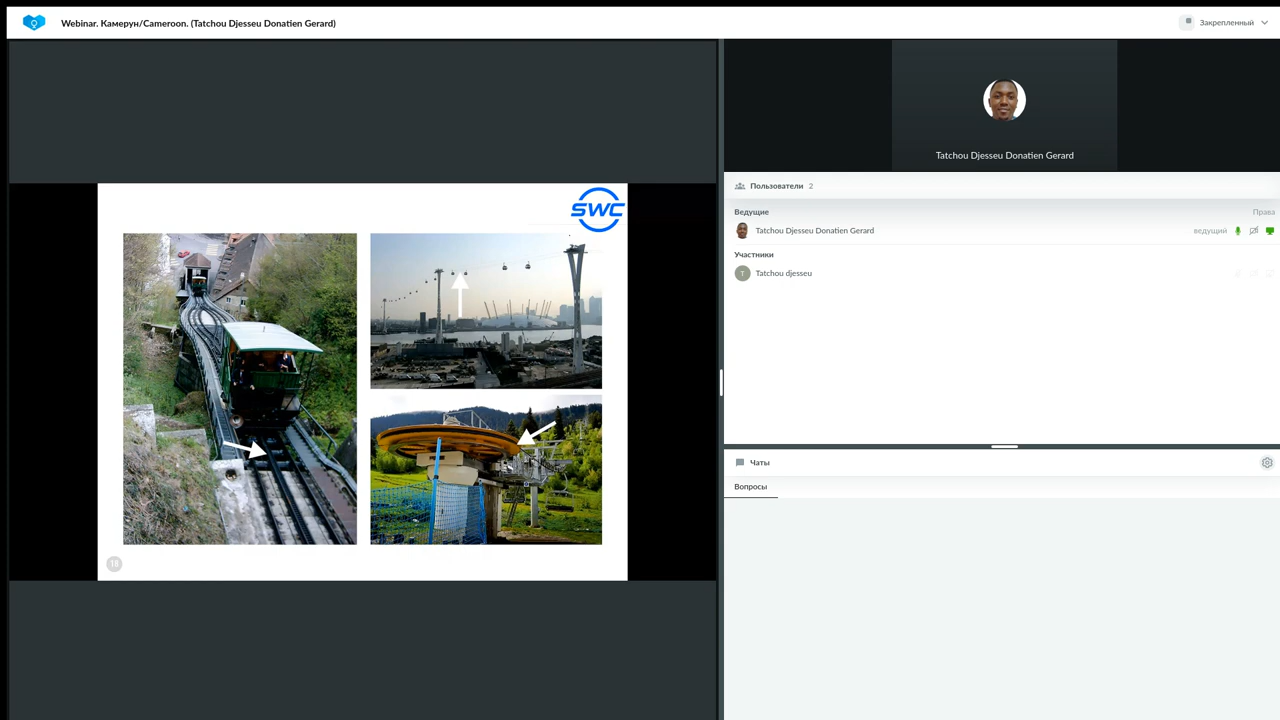 Webinar. Камерун/Cameroon. (Tatchou Djesseu Donatien Gerard)
Закрепленный
SWC
18
Tatchou Djesseu Donatien Gerard
Пользователи 2
Ведущие Права
Tatchou Djesseu Donatien Gerard ведущий
Участники
T Tatchou djesseu
Чаты
Вопросы